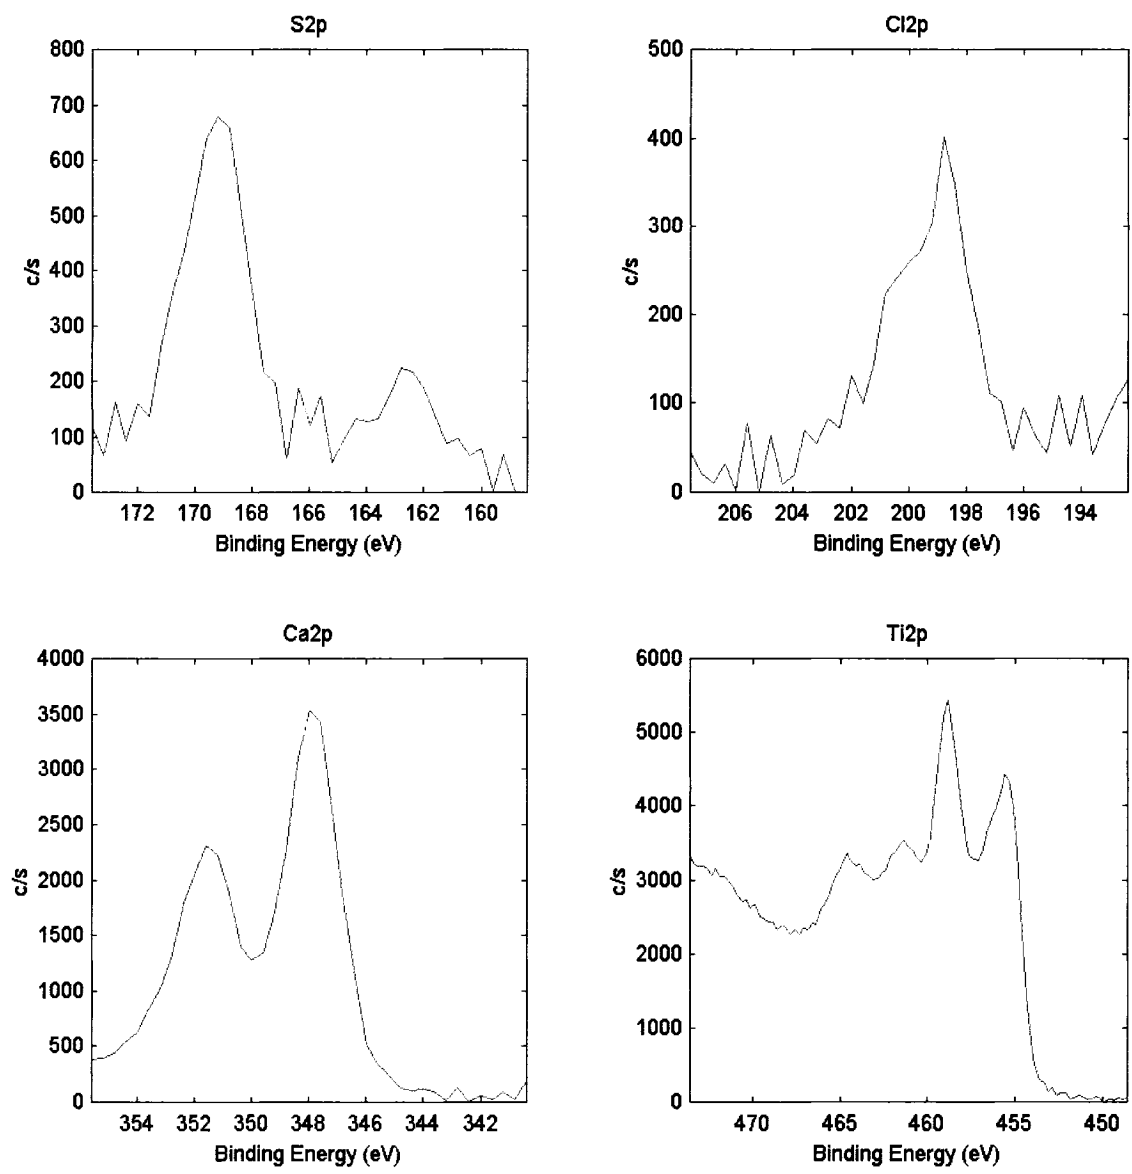 S2p
800
700
600
500
400
300
200
100
0
c/s
172 170 168 166 164 162 160
Binding Energy (eV)
Cl2p
500
400
300
200
100
0
c/s
206 204 202 200 198 196 194
Binding Energy (eV)
Ca2p
4000
3500
3000
2500
2000
1500
1000
500
0
c/s
354 352 350 348 346 344 342
Binding Energy (eV)
Ti2p
6000
5000
4000
3000
2000
1000
0
c/s
470 465 460 455 450
Binding Energy (eV)